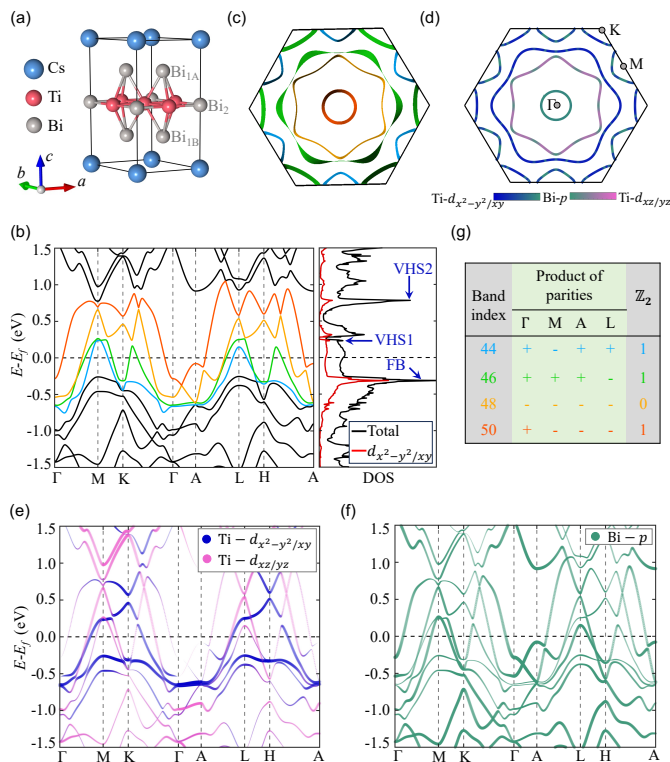 (a)
Cs
Ti
Bi
Bi1A
Bi2
Bi1B
c
b
a
(c)
(d)
K
M
Γ
Ti-dx²−y²/xy
Bi-p
Ti-dxz/yz
(b)
E-Ef (eV)
1.5
1.0
0.5
0.0
-0.5
-1.0
-1.5
Γ M K Γ A L H A
VHS2
VHS1
FB
Total
dx²−y²/xy
DOS
(g)
Band index
Product of parities
Γ M A L
ℤ2
44 + - + + 1
46 + + + - 1
48 - - - - 0
50 + - - - 1
(e)
E-Ef (eV)
1.5
1.0
0.5
0.0
-0.5
-1.0
-1.5
Ti − dx²−y²/xy
Ti − dxz/yz
Γ M K Γ A L H A
(f)
1.5
1.0
0.5
0.0
-0.5
-1.0
-1.5
Bi − p
Γ M K Γ A L H A